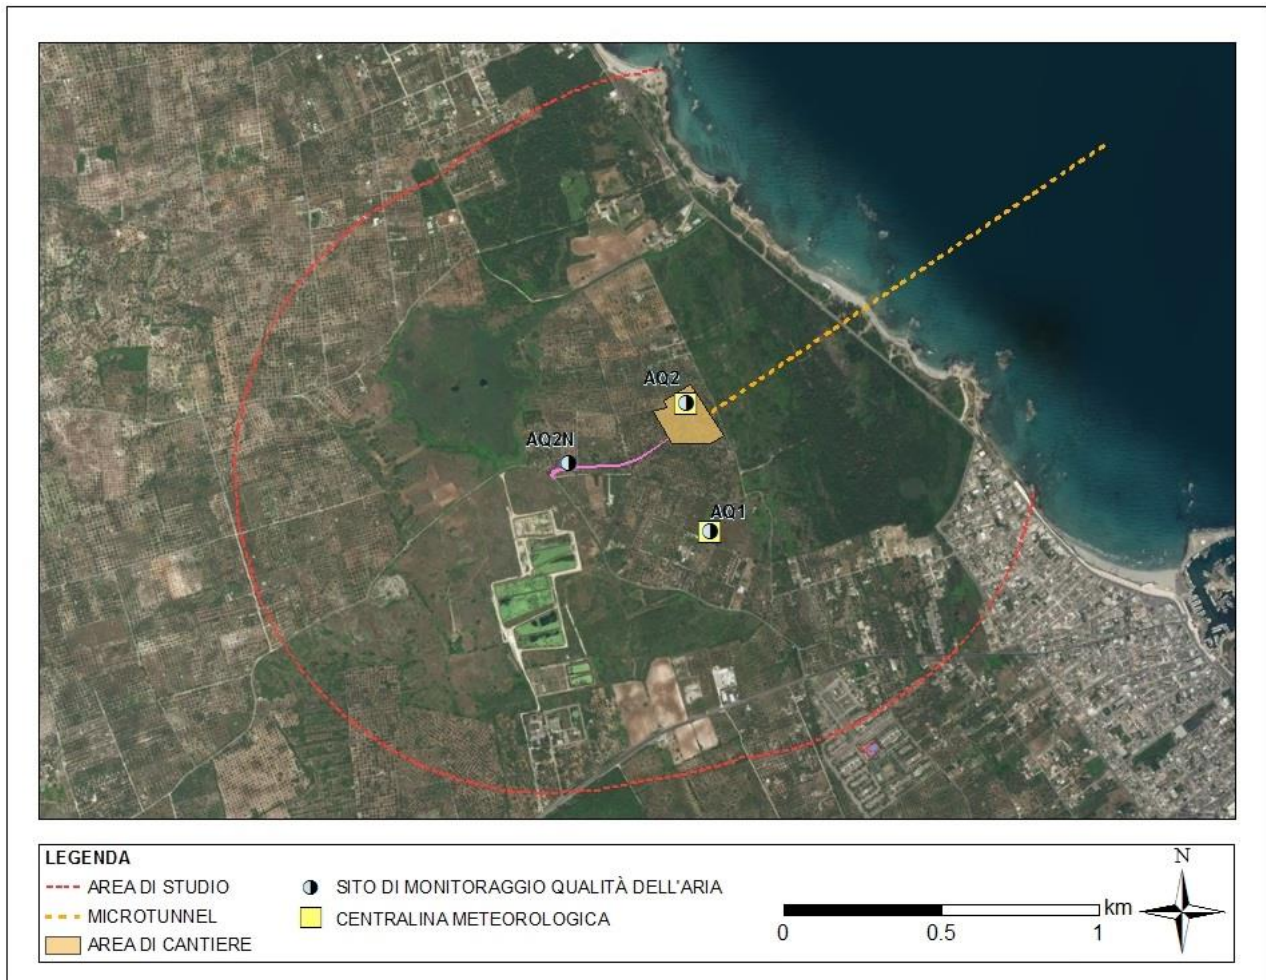 AQ2
AQ2N
AQ1
LEGENDA
AREA DI STUDIO
MICROTUNNEL
AREA DI CANTIERE
SITO DI MONITORAGGIO QUALITÀ DELL'ARIA
CENTRALINA METEOROLOGICA
km
0 0.5 1
N